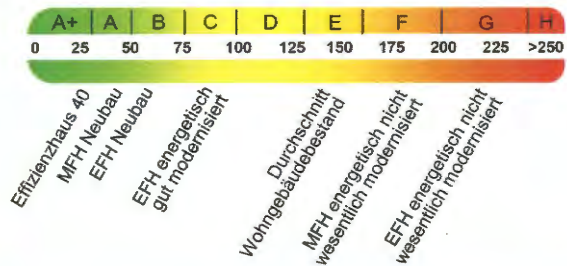 A+ A B C D E F G H
0 25 50 75 100 125 150 175 200 225 >250
Effizienzhaus 40
MFH Neubau
EFH Neubau
EFH energetisch
gut modernisiert
Durchschnitt
Wohngebäudebestand
MFH energetisch nicht
wesentlich modernisiert
EFH energetisch nicht
wesentlich modernisiert